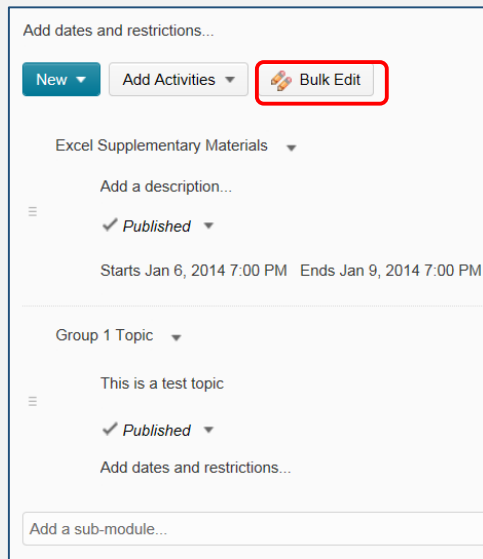 Add dates and restrictions...
New Add Activities Bulk Edit
Excel Supplementary Materials
Add a description...
Published
Starts Jan 6, 2014 7:00 PM Ends Jan 9, 2014 7:00 PM
Group 1 Topic
This is a test topic
Published
Add dates and restrictions...
Add a sub-module...